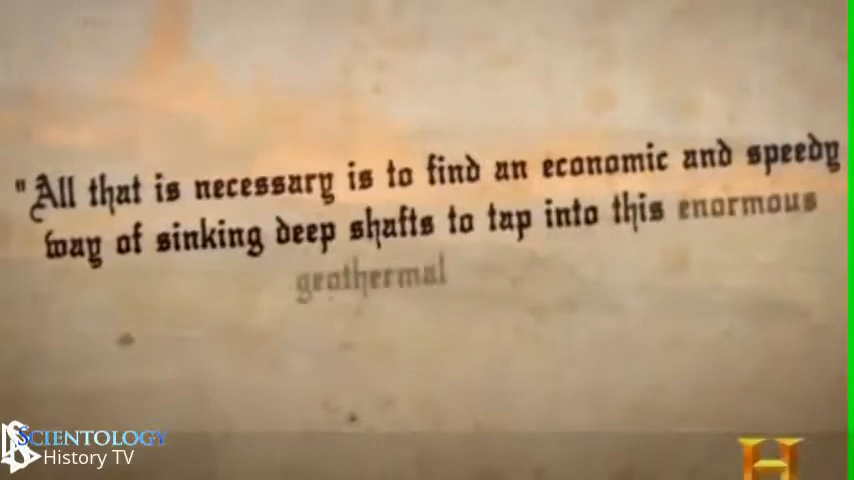 "All that is necessary is to find an economic and speedy
way of sinking deep shafts to tap into this enormous
geothermal
SCIENTOLOGY
History TV
H